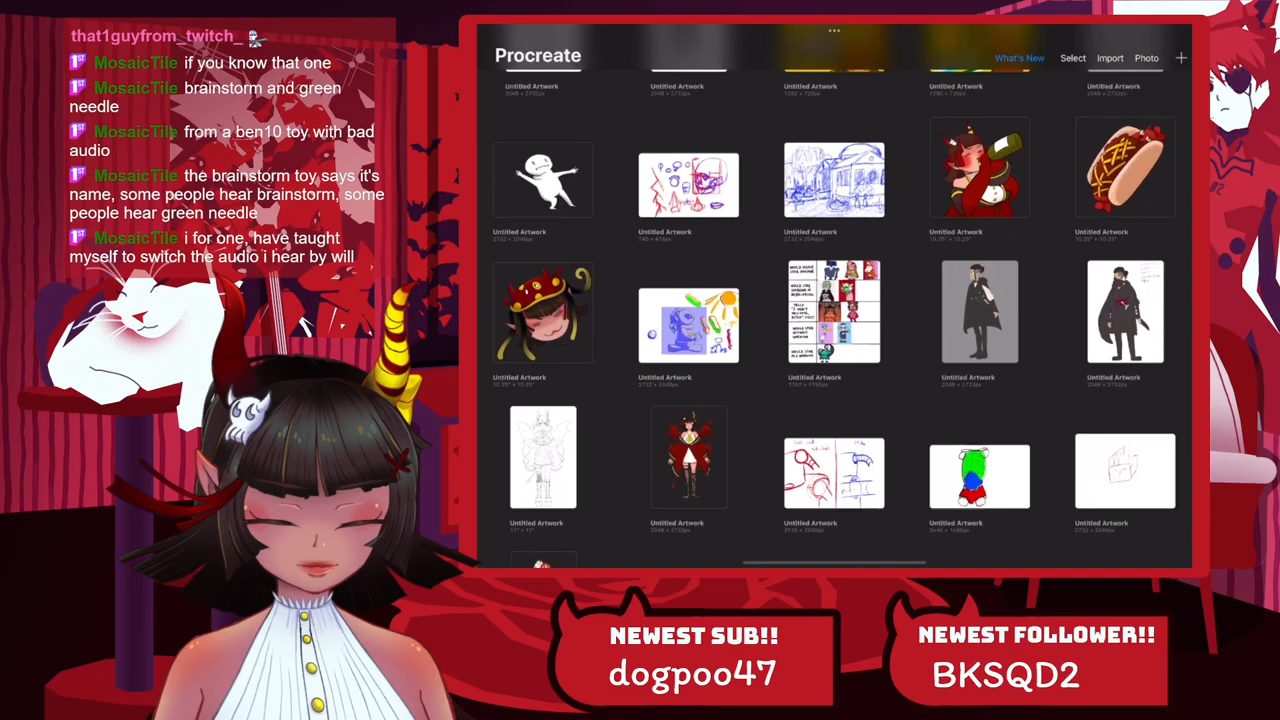 that1guyfrom_twitch_
1ST MosaicTile if you know that one
1ST MosaicTile brainstorm and green
needle
1ST MosaicTile from a ben10 toy with bad
audio
1ST MosaicTile the brainstorm toy says it's
name, some people hear brainstorm, some
people hear green needle
1ST MosaicTile i for one, have taught
myself to switch the audio i hear by will
Procreate
What's New Select Import Photo
Untitled Artwork Untitled Artwork Untitled Artwork Untitled Artwork Untitled Artwork
Untitled Artwork Untitled Artwork Untitled Artwork Untitled Artwork Untitled Artwork
Untitled Artwork Untitled Artwork Untitled Artwork Untitled Artwork Untitled Artwork
Untitled Artwork Untitled Artwork Untitled Artwork Untitled Artwork Untitled Artwork
NEWEST SUB!!
dogpoo47
NEWEST FOLLOWER!!
BKSQD2